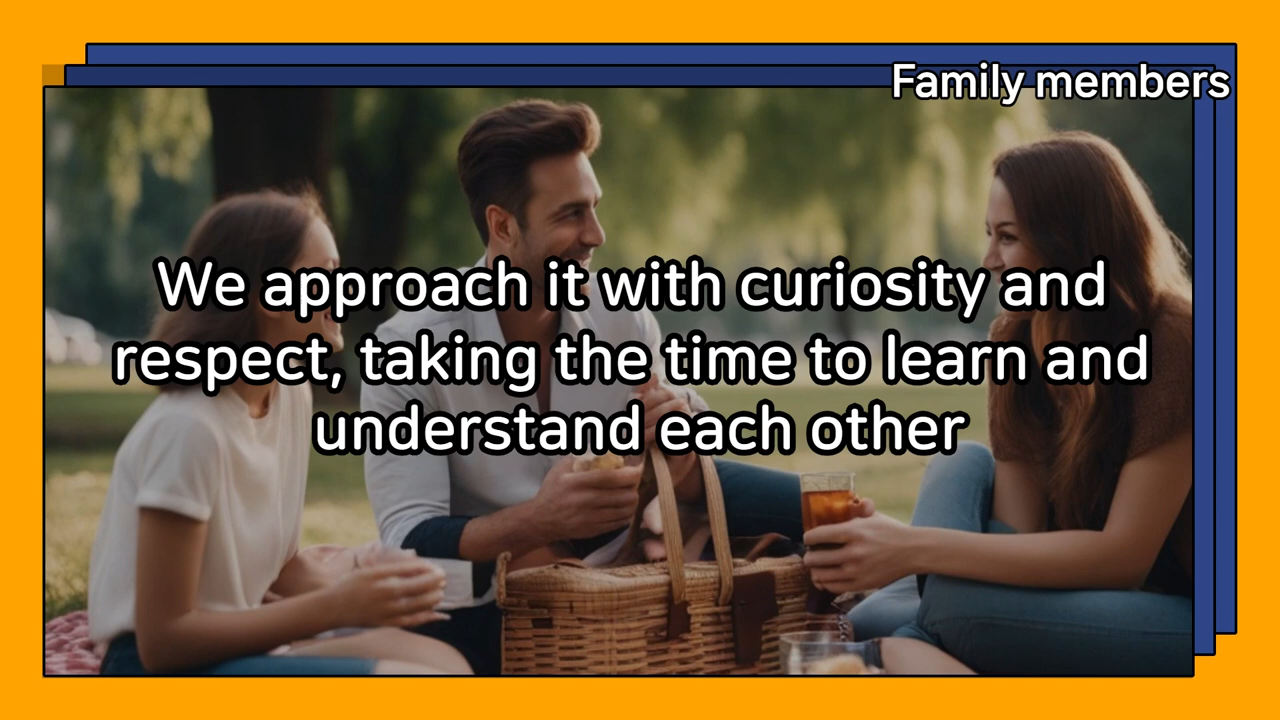 Family members
We approach it with curiosity and
respect, taking the time to learn and
understand each other